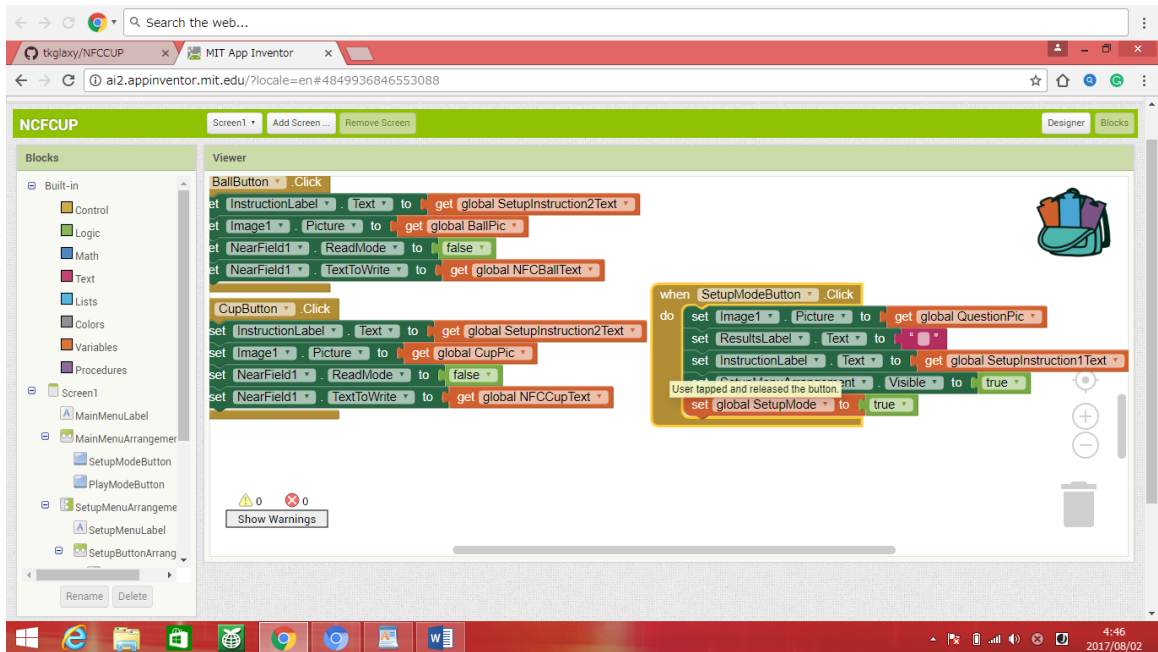 Search the web...
tkglaxy/NFCCUP
MIT App Inventor
ai2.appinventor.mit.edu/?locale=en#4849936846553088
NCFCUP
Screen1
Add Screen ...
Remove Screen
Designer
Blocks
Blocks
Viewer
Built-in
Control
Logic
Math
Text
Lists
Colors
Variables
Procedures
Screen1
MainMenuLabel
MainMenuArrangemer
SetupModeButton
PlayModeButton
SetupMenuArrangeme
SetupMenuLabel
SetupButtonArrang
Rename
Delete
BallButton .Click
et InstructionLabel . Text to get global SetupInstruction2Text
et Image1 . Picture to get global BallPic
et NearField1 . ReadMode to false
et NearField1 . TextToWrite to get global NFCBallText
CupButton .Click
set InstructionLabel . Text to get global SetupInstruction2Text
set Image1 . Picture to get global CupPic
set NearField1 . ReadMode to false
set NearField1 . TextToWrite to get global NFCCupText
when SetupModeButton .Click
do set Image1 . Picture to get global QuestionPic
set ResultsLabel . Text to " "
set InstructionLabel . Text to get global SetupInstruction1Text
set SetupMenuArrangement . Visible to true
User tapped and released the button.
set global SetupMode to true
0 0
Show Warnings
4:46
2017/08/02